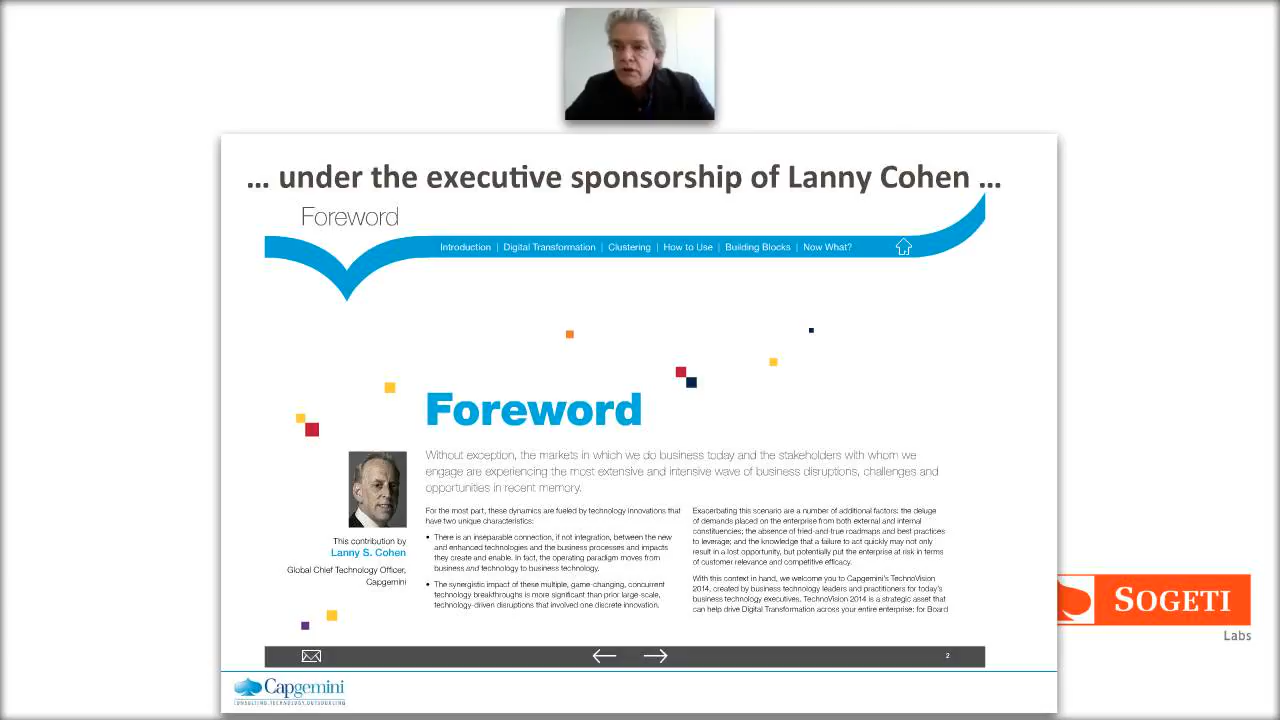 ... under the executive sponsorship of Lanny Cohen ...
Foreword
Introduction | Digital Transformation | Clustering | How to Use | Building Blocks | Now What?
Foreword
Without exception, the markets in which we do business today and the stakeholders with whom we
engage are experiencing the most extensive and intensive wave of business disruptions, challenges and
opportunities in recent memory.
This contribution by
Lanny S. Cohen
Global Chief Technology Officer,
Capgemini
For the most part, these dynamics are fueled by technology innovations that
have two unique characteristics:
• There is an inseparable connection, if not integration, between the new
and enhanced technologies and the business processes and impacts
they create and enable. In fact, the operating paradigm moves from
business and technology to business technology.
• The synergistic impact of these multiple, game-changing, concurrent
technology breakthroughs is more significant than prior large-scale,
technology-driven disruptions that involved one discrete innovation.
Exacerbating this scenario are a number of additional factors: the deluge
of demands placed on the enterprise from both external and internal
constituencies; the absence of tried-and-true roadmaps and best practices
to leverage; and the knowledge that a failure to act quickly may not only
result in a lost opportunity, but potentially put the enterprise at risk in terms
of customer relevance and competitive efficacy.
With this context in hand, we welcome you to Capgemini's TechnoVision
2014, created by business technology leaders and practitioners for today's
business technology executives. TechnoVision 2014 is a strategic asset that
can help drive Digital Transformation across your entire enterprise: for Board
2
Capgemini
CONSULTING.TECHNOLOGY.OUTSOURCING
SOGETI
Labs